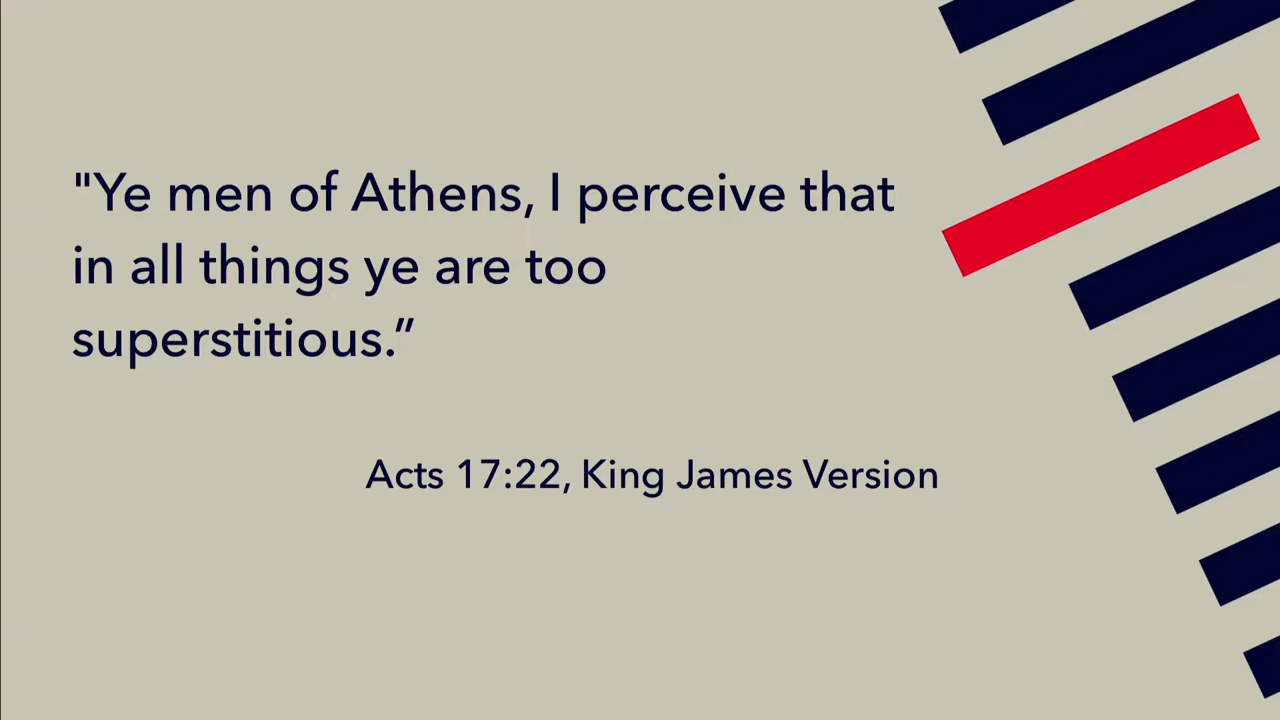 "Ye men of Athens, I perceive that
in all things ye are too
superstitious.”
Acts 17:22, King James Version